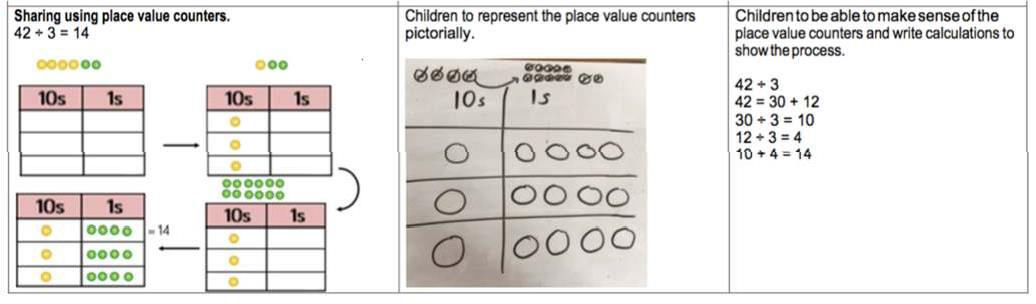 Sharing using place value counters.
42 ÷ 3 = 14
10s 1s
10s 1s
10s 1s
= 14
10s 1s
Children to represent the place value counters
pictorially.
10s 1s
Children to be able to make sense of the
place value counters and write calculations to
show the process.
42 ÷ 3
42 = 30 + 12
30 ÷ 3 = 10
12 ÷ 3 = 4
10 + 4 = 14